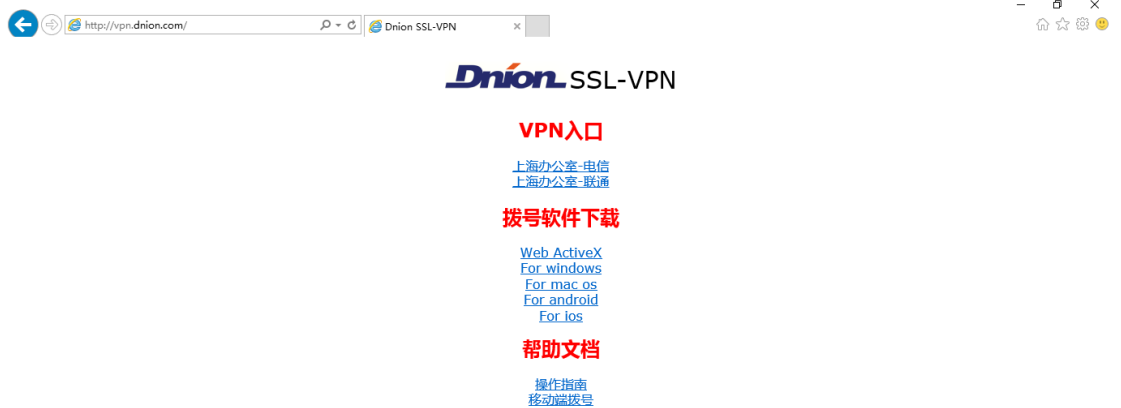 http://vpn.dnion.com/
Dnion SSL-VPN
Dnion SSL-VPN
VPN入口
上海办公室-电信
上海办公室-联通
拨号软件下载
Web ActiveX
For windows
For mac os
For android
For ios
帮助文档
操作指南
移动端拨号